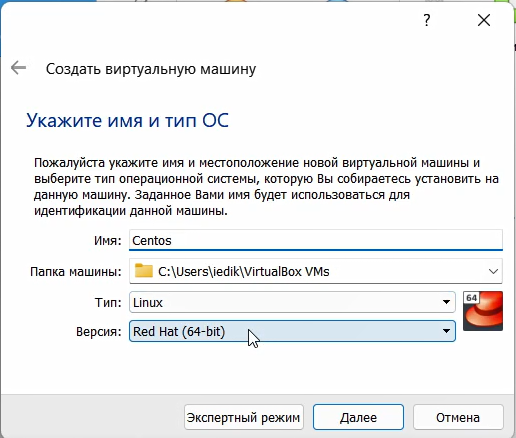 ?
Создать виртуальную машину
Укажите имя и тип ОС
Пожалуйста укажите имя и местоположение новой виртуальной машины и
выберите тип операционной системы, которую Вы собираетесь установить на
данную машину. Заданное Вами имя будет использоваться для
идентификации данной машины.
Имя: Centos
Папка машины: C:\Users\iedik\VirtualBox VMs
Тип: Linux
64
Версия: Red Hat (64-bit)
Экспертный режим Далее Отмена